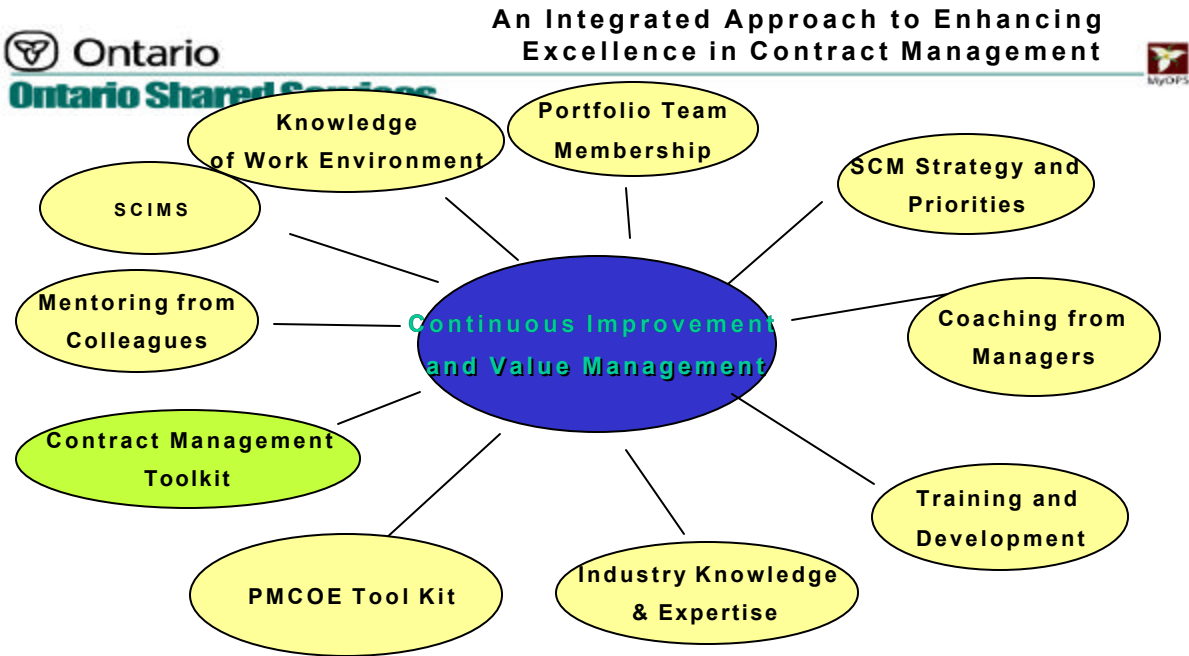 An Integrated Approach to Enhancing
Excellence in Contract Management
Ontario
Ontario Shared Services
MyOPS
Knowledge
of Work Environment
Portfolio Team
Membership
SCM Strategy and
Priorities
SCIMS
Mentoring from
Colleagues
Continuous Improvement
and Value Management
Coaching from
Managers
Contract Management
Toolkit
Training and
Development
PMCOE Tool Kit
Industry Knowledge
& Expertise